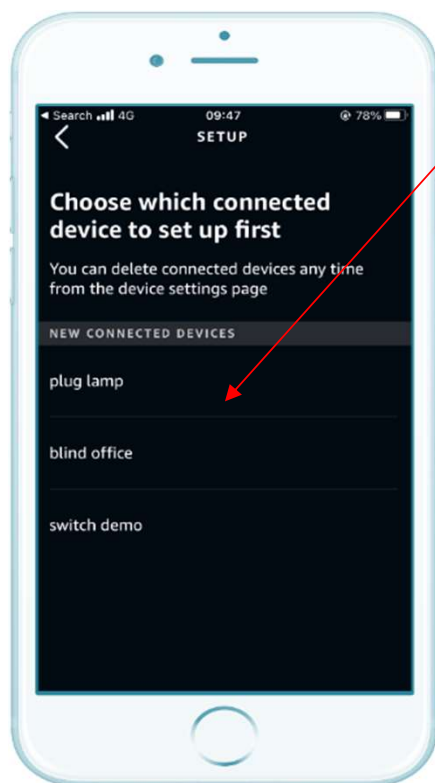 Search 4G 09:47 78%
SETUP
Choose which connected
device to set up first
You can delete connected devices any time
from the device settings page
NEW CONNECTED DEVICES
plug lamp
blind office
switch demo